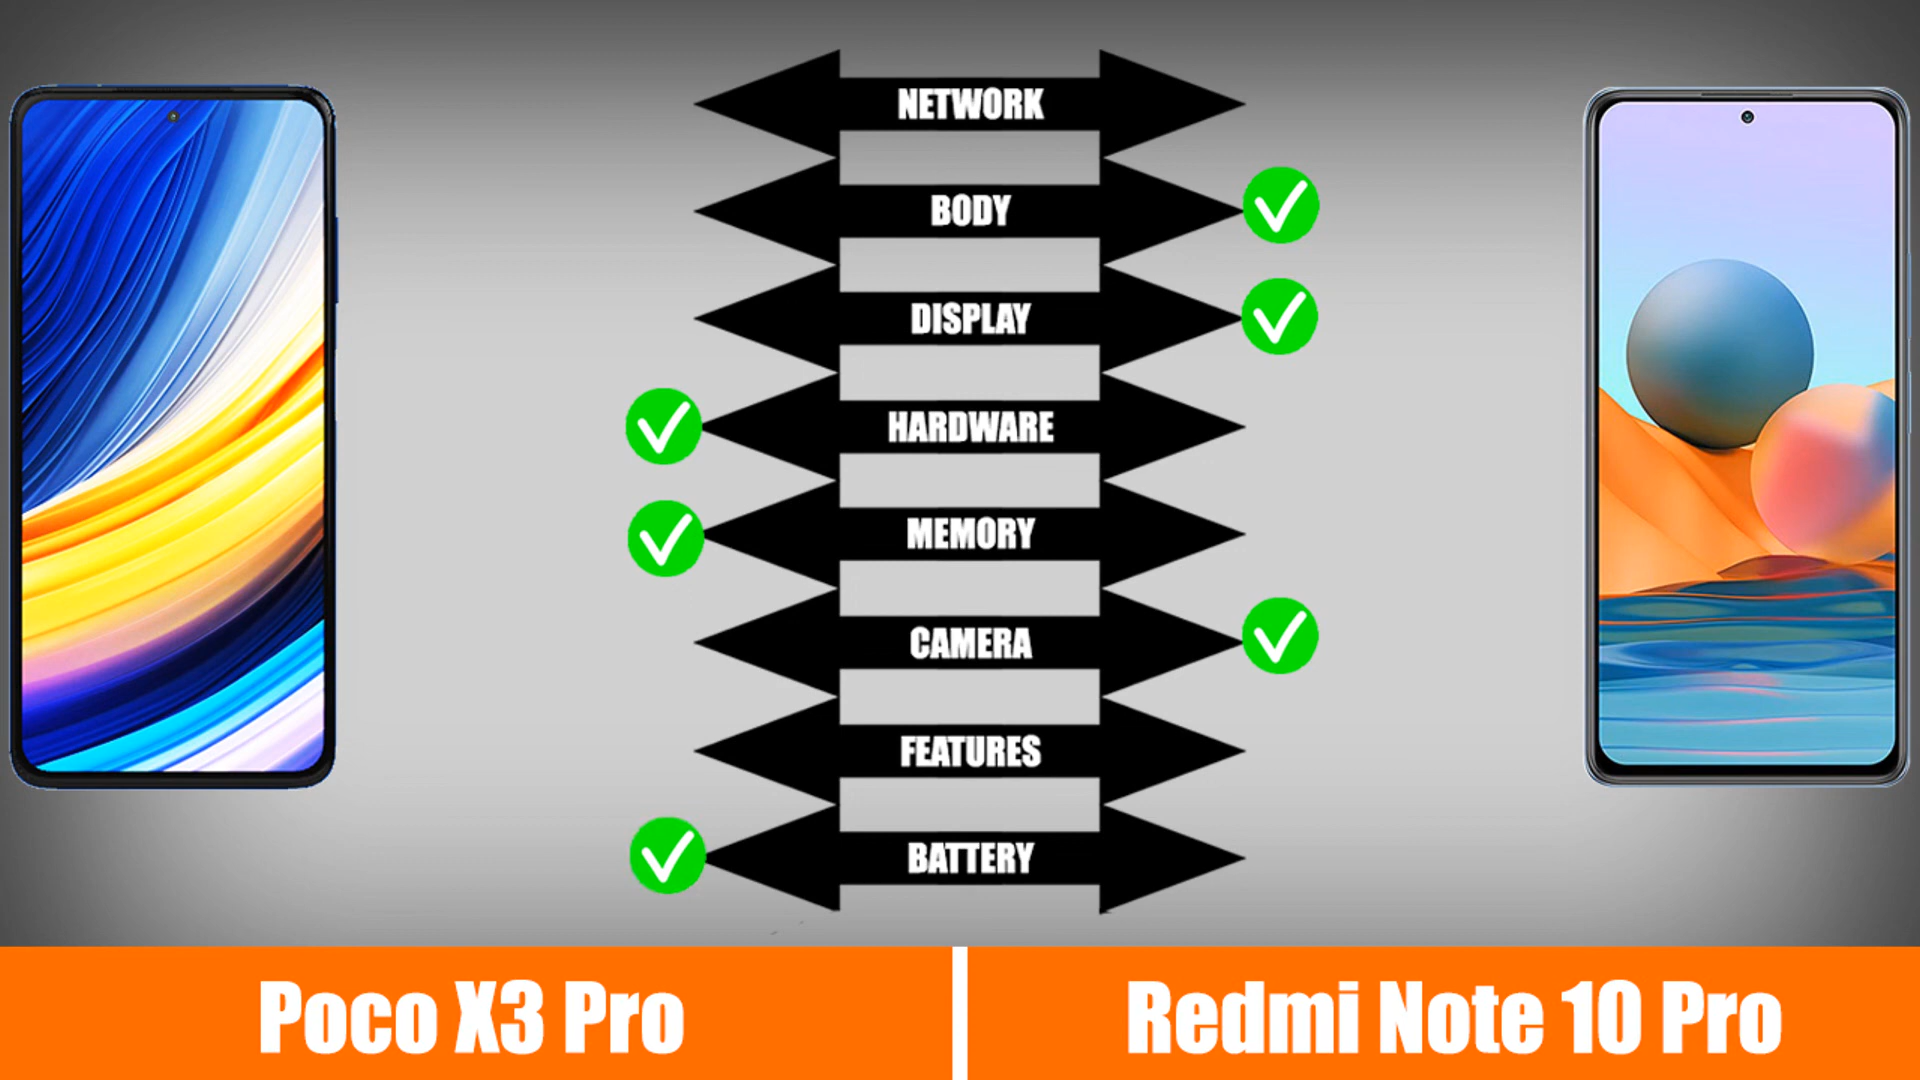 NETWORK
BODY
DISPLAY
HARDWARE
MEMORY
CAMERA
FEATURES
BATTERY
Poco X3 Pro
Redmi Note 10 Pro